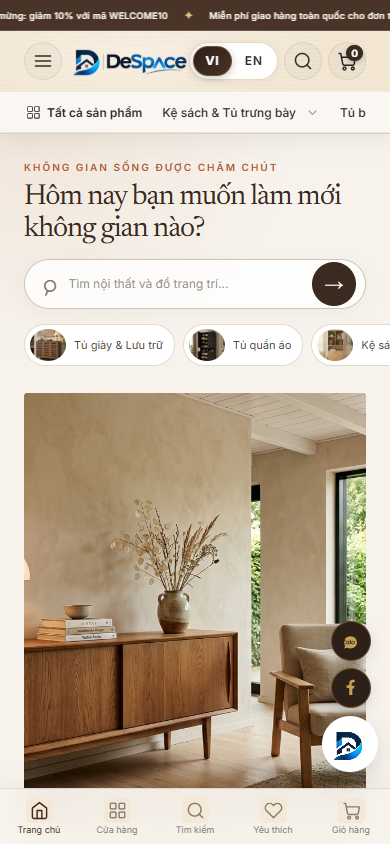 mừng: giảm 10% với mã WELCOME10 ✦ Miễn phí giao hàng toàn quốc cho đơn t
DeSpace VI EN 0
Tất cả sản phẩm Kệ sách & Tủ trưng bày Tủ b
KHÔNG GIAN SỐNG ĐƯỢC CHĂM CHÚT
Hôm nay bạn muốn làm mới
không gian nào?
Tìm nội thất và đồ trang trí...
Tủ giày & Lưu trữ Tủ quần áo Kệ sá
Zalo
Trang chủ Cửa hàng Tìm kiếm Yêu thích Giỏ hàng